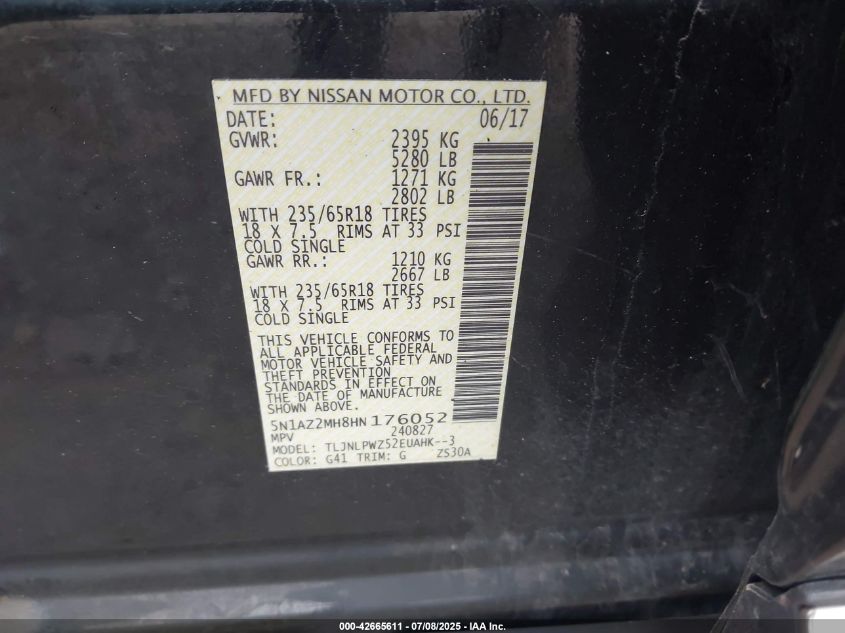 MFD BY NISSAN MOTOR CO., LTD.
DATE: 06/17
GVWR: 2395 KG
5280 LB
GAWR FR.: 1271 KG
2802 LB
WITH 235/65R18 TIRES
18 X 7.5 RIMS AT 33 PSI
COLD SINGLE
GAWR RR.: 1210 KG
2667 LB
WITH 235/65R18 TIRES
18 X 7.5 RIMS AT 33 PSI
COLD SINGLE
THIS VEHICLE CONFORMS TO
ALL APPLICABLE FEDERAL
MOTOR VEHICLE SAFETY AND
THEFT PREVENTION
STANDARDS IN EFFECT ON
THE DATE OF MANUFACTURE
SHOWN ABOVE.
5N1AZ2MH8HN176052
MPV 240827
MODEL: TLJNLPWZ52EUAHK--3
COLOR: G41 TRIM: G ZS30A
000-42665611 - 07/08/2025 - IAA Inc.